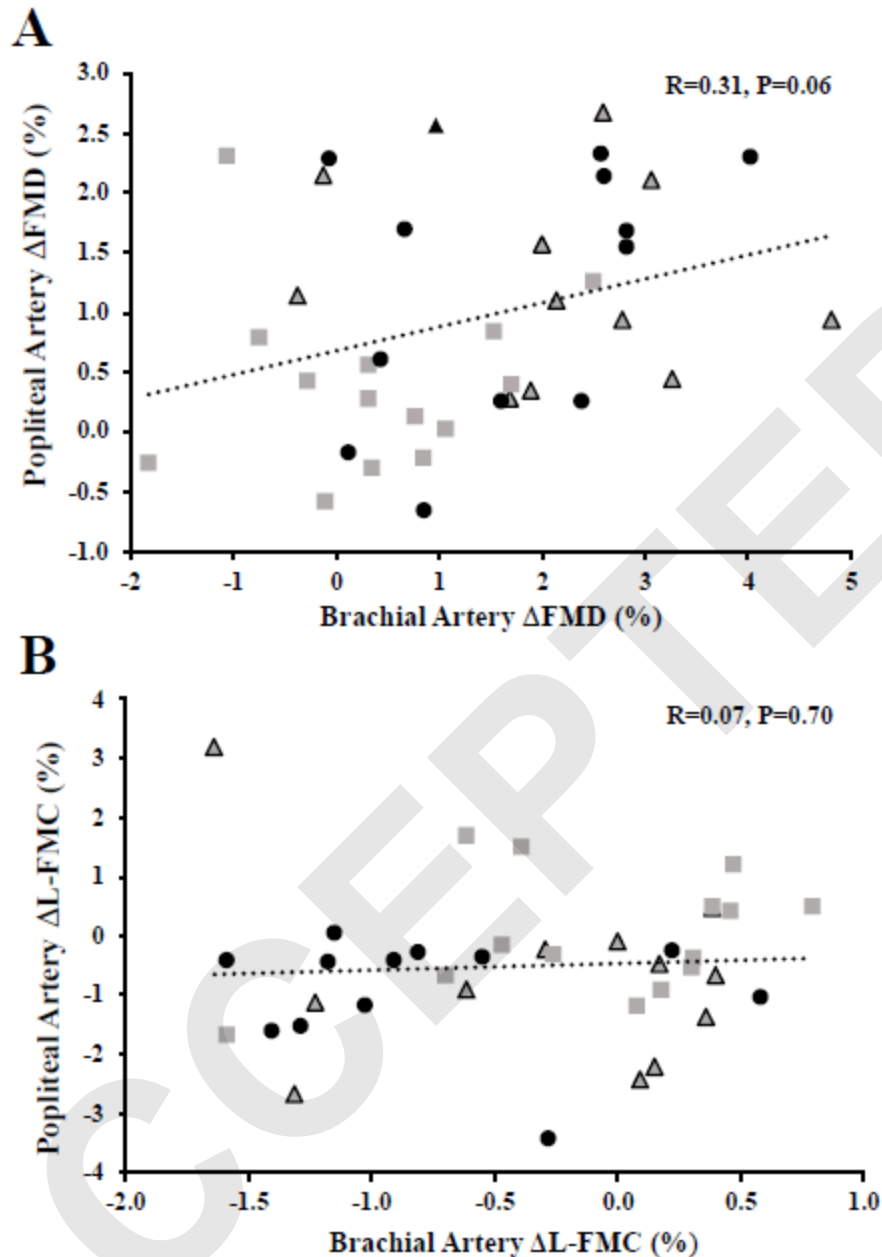 A
3.0
R=0.31, P=0.06
2.5
2.0
1.5
1.0
0.5
0.0
-0.5
-1.0
Popliteal Artery ΔFMD (%)
-2 -1 0 1 2 3 4 5
Brachial Artery ΔFMD (%)
B
4
R=0.07, P=0.70
3
2
1
0
-1
-2
-3
-4
Popliteal Artery ΔL-FMC (%)
-2.0 -1.5 -1.0 -0.5 0.0 0.5 1.0
Brachial Artery ΔL-FMC (%)
CCEPTE